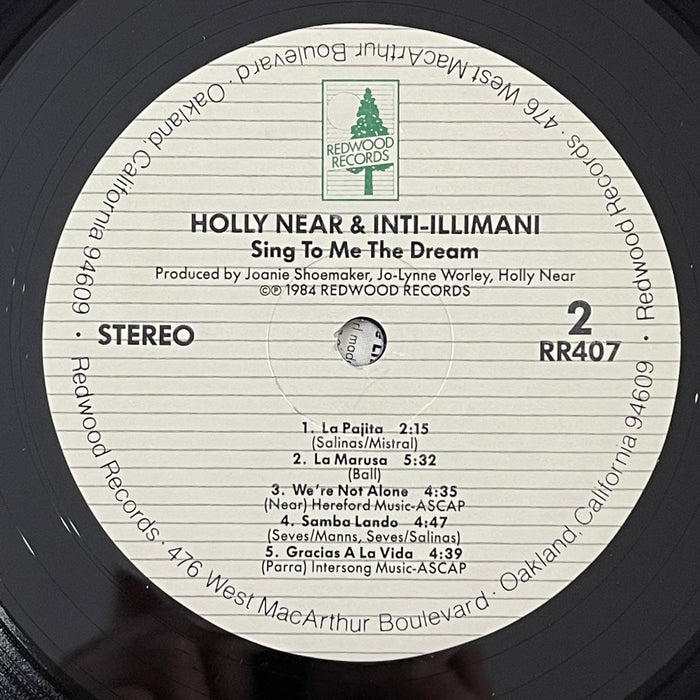 Redwood Records · 476 West MacArthur Boulevard · Oakland, California 94609 · Redwood Records · 476 West MacArthur Boulevard · Oakland, California 94609 ·
REDWOOD
RECORDS
HOLLY NEAR & INTI-ILLIMANI
Sing To Me The Dream
Produced by Joanie Shoemaker, Jo-Lynne Worley, Holly Near
©℗ 1984 REDWOOD RECORDS
STEREO
2
RR407
1. La Pajita 2:15
(Salinas/Mistral)
2. La Marusa 5:32
(Ball)
3. We're Not Alone 4:35
(Near) Hereford Music-ASCAP
4. Samba Lando 4:47
(Seves/Manns, Seves/Salinas)
5. Gracias A La Vida 4:39
(Parra) Intersong Music-ASCAP